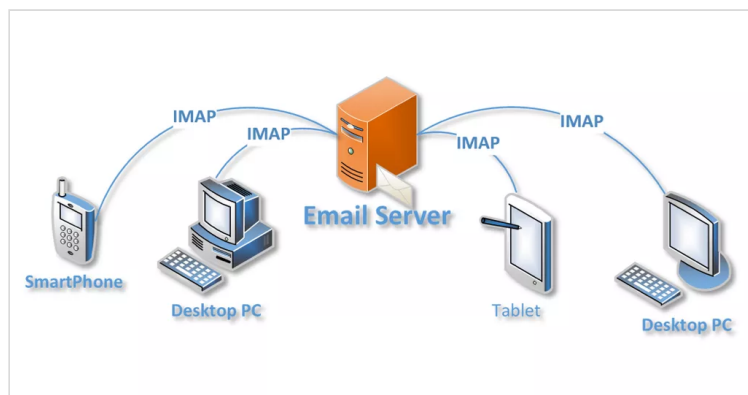 IMAP
IMAP
IMAP
IMAP
Email Server
SmartPhone
Desktop PC
Tablet
Desktop PC